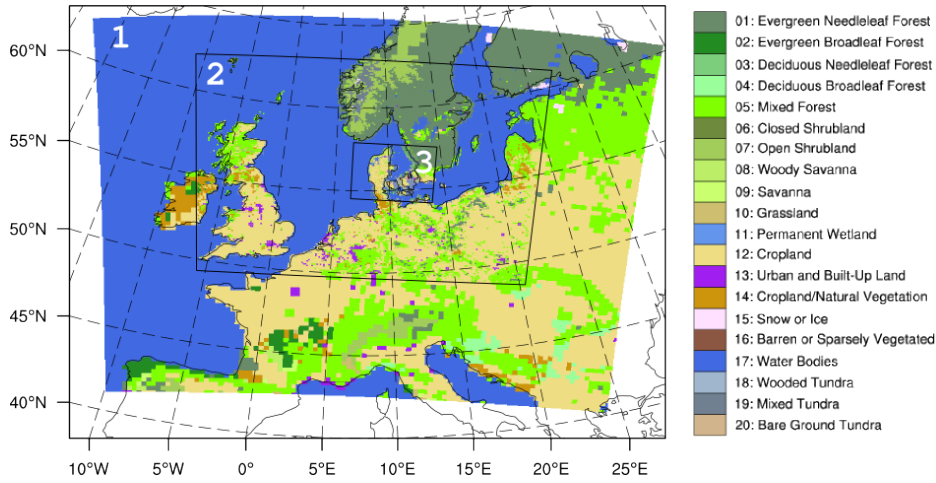 1
2
3
60°N
55°N
50°N
45°N
40°N
10°W
5°W
0°
5°E
10°E
15°E
20°E
25°E
01: Evergreen Needleleaf Forest
02: Evergreen Broadleaf Forest
03: Deciduous Needleleaf Forest
04: Deciduous Broadleaf Forest
05: Mixed Forest
06: Closed Shrubland
07: Open Shrubland
08: Woody Savanna
09: Savanna
10: Grassland
11: Permanent Wetland
12: Cropland
13: Urban and Built-Up Land
14: Cropland/Natural Vegetation
15: Snow or Ice
16: Barren or Sparsely Vegetated
17: Water Bodies
18: Wooded Tundra
19: Mixed Tundra
20: Bare Ground Tundra